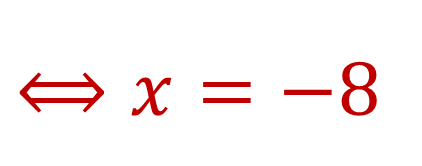 ⟺ 𝑥 = −8